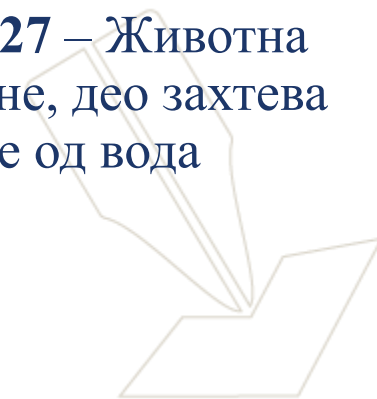 27 – Животна
не, део захтева
е од вода